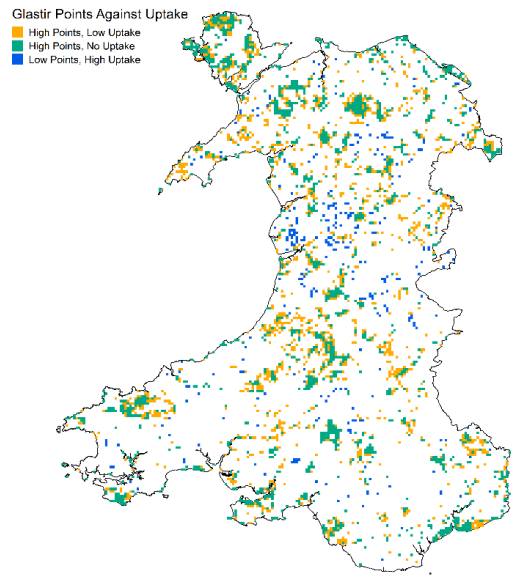 Glastir Points Against Uptake
High Points, Low Uptake
High Points, No Uptake
Low Points, High Uptake